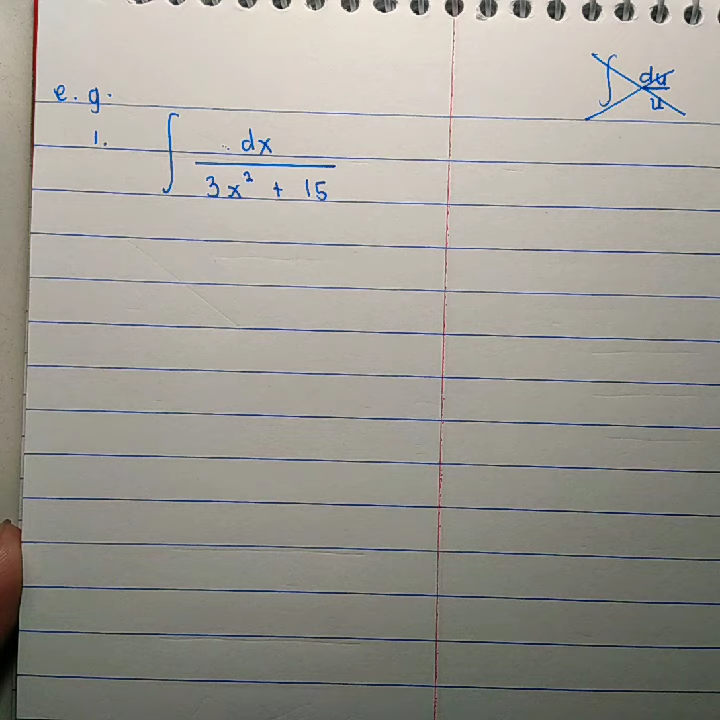 e.g.
∫ du/u
1. ∫ dx / 3x² + 15